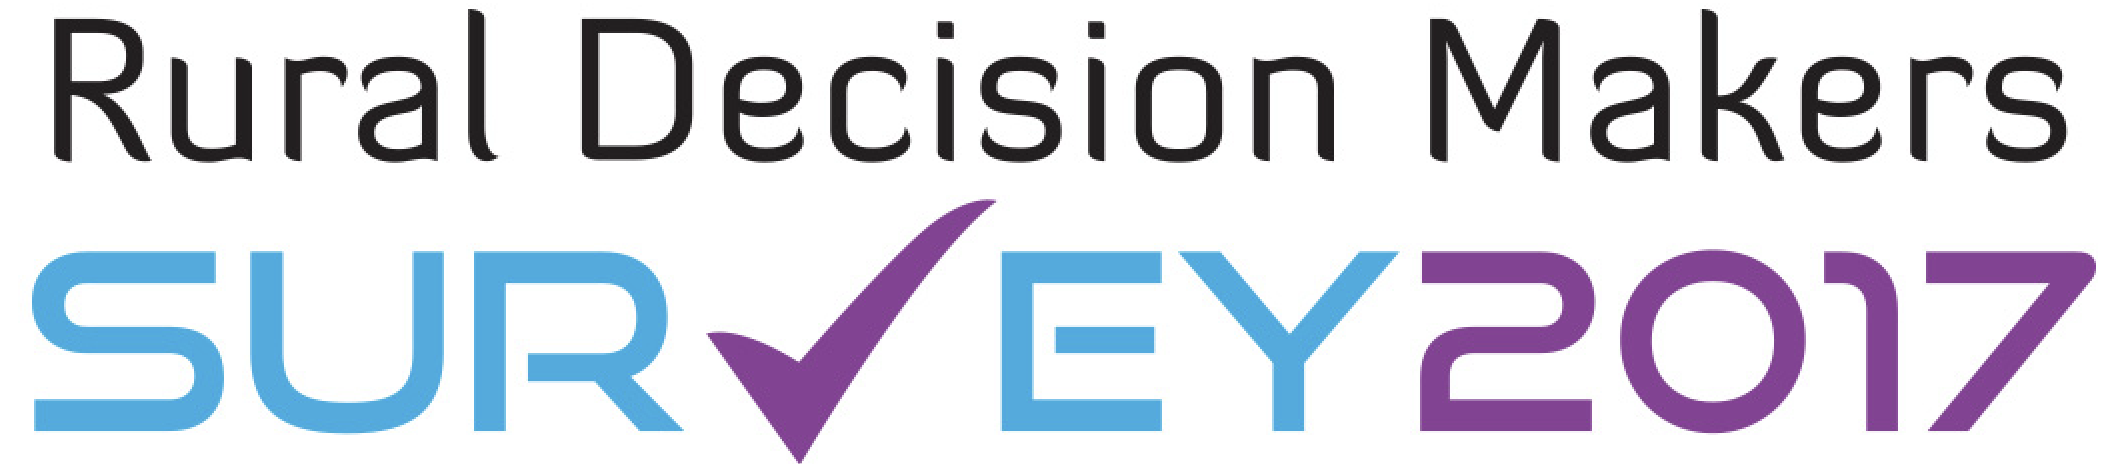 Rural Decision Makers
SURVEY2017